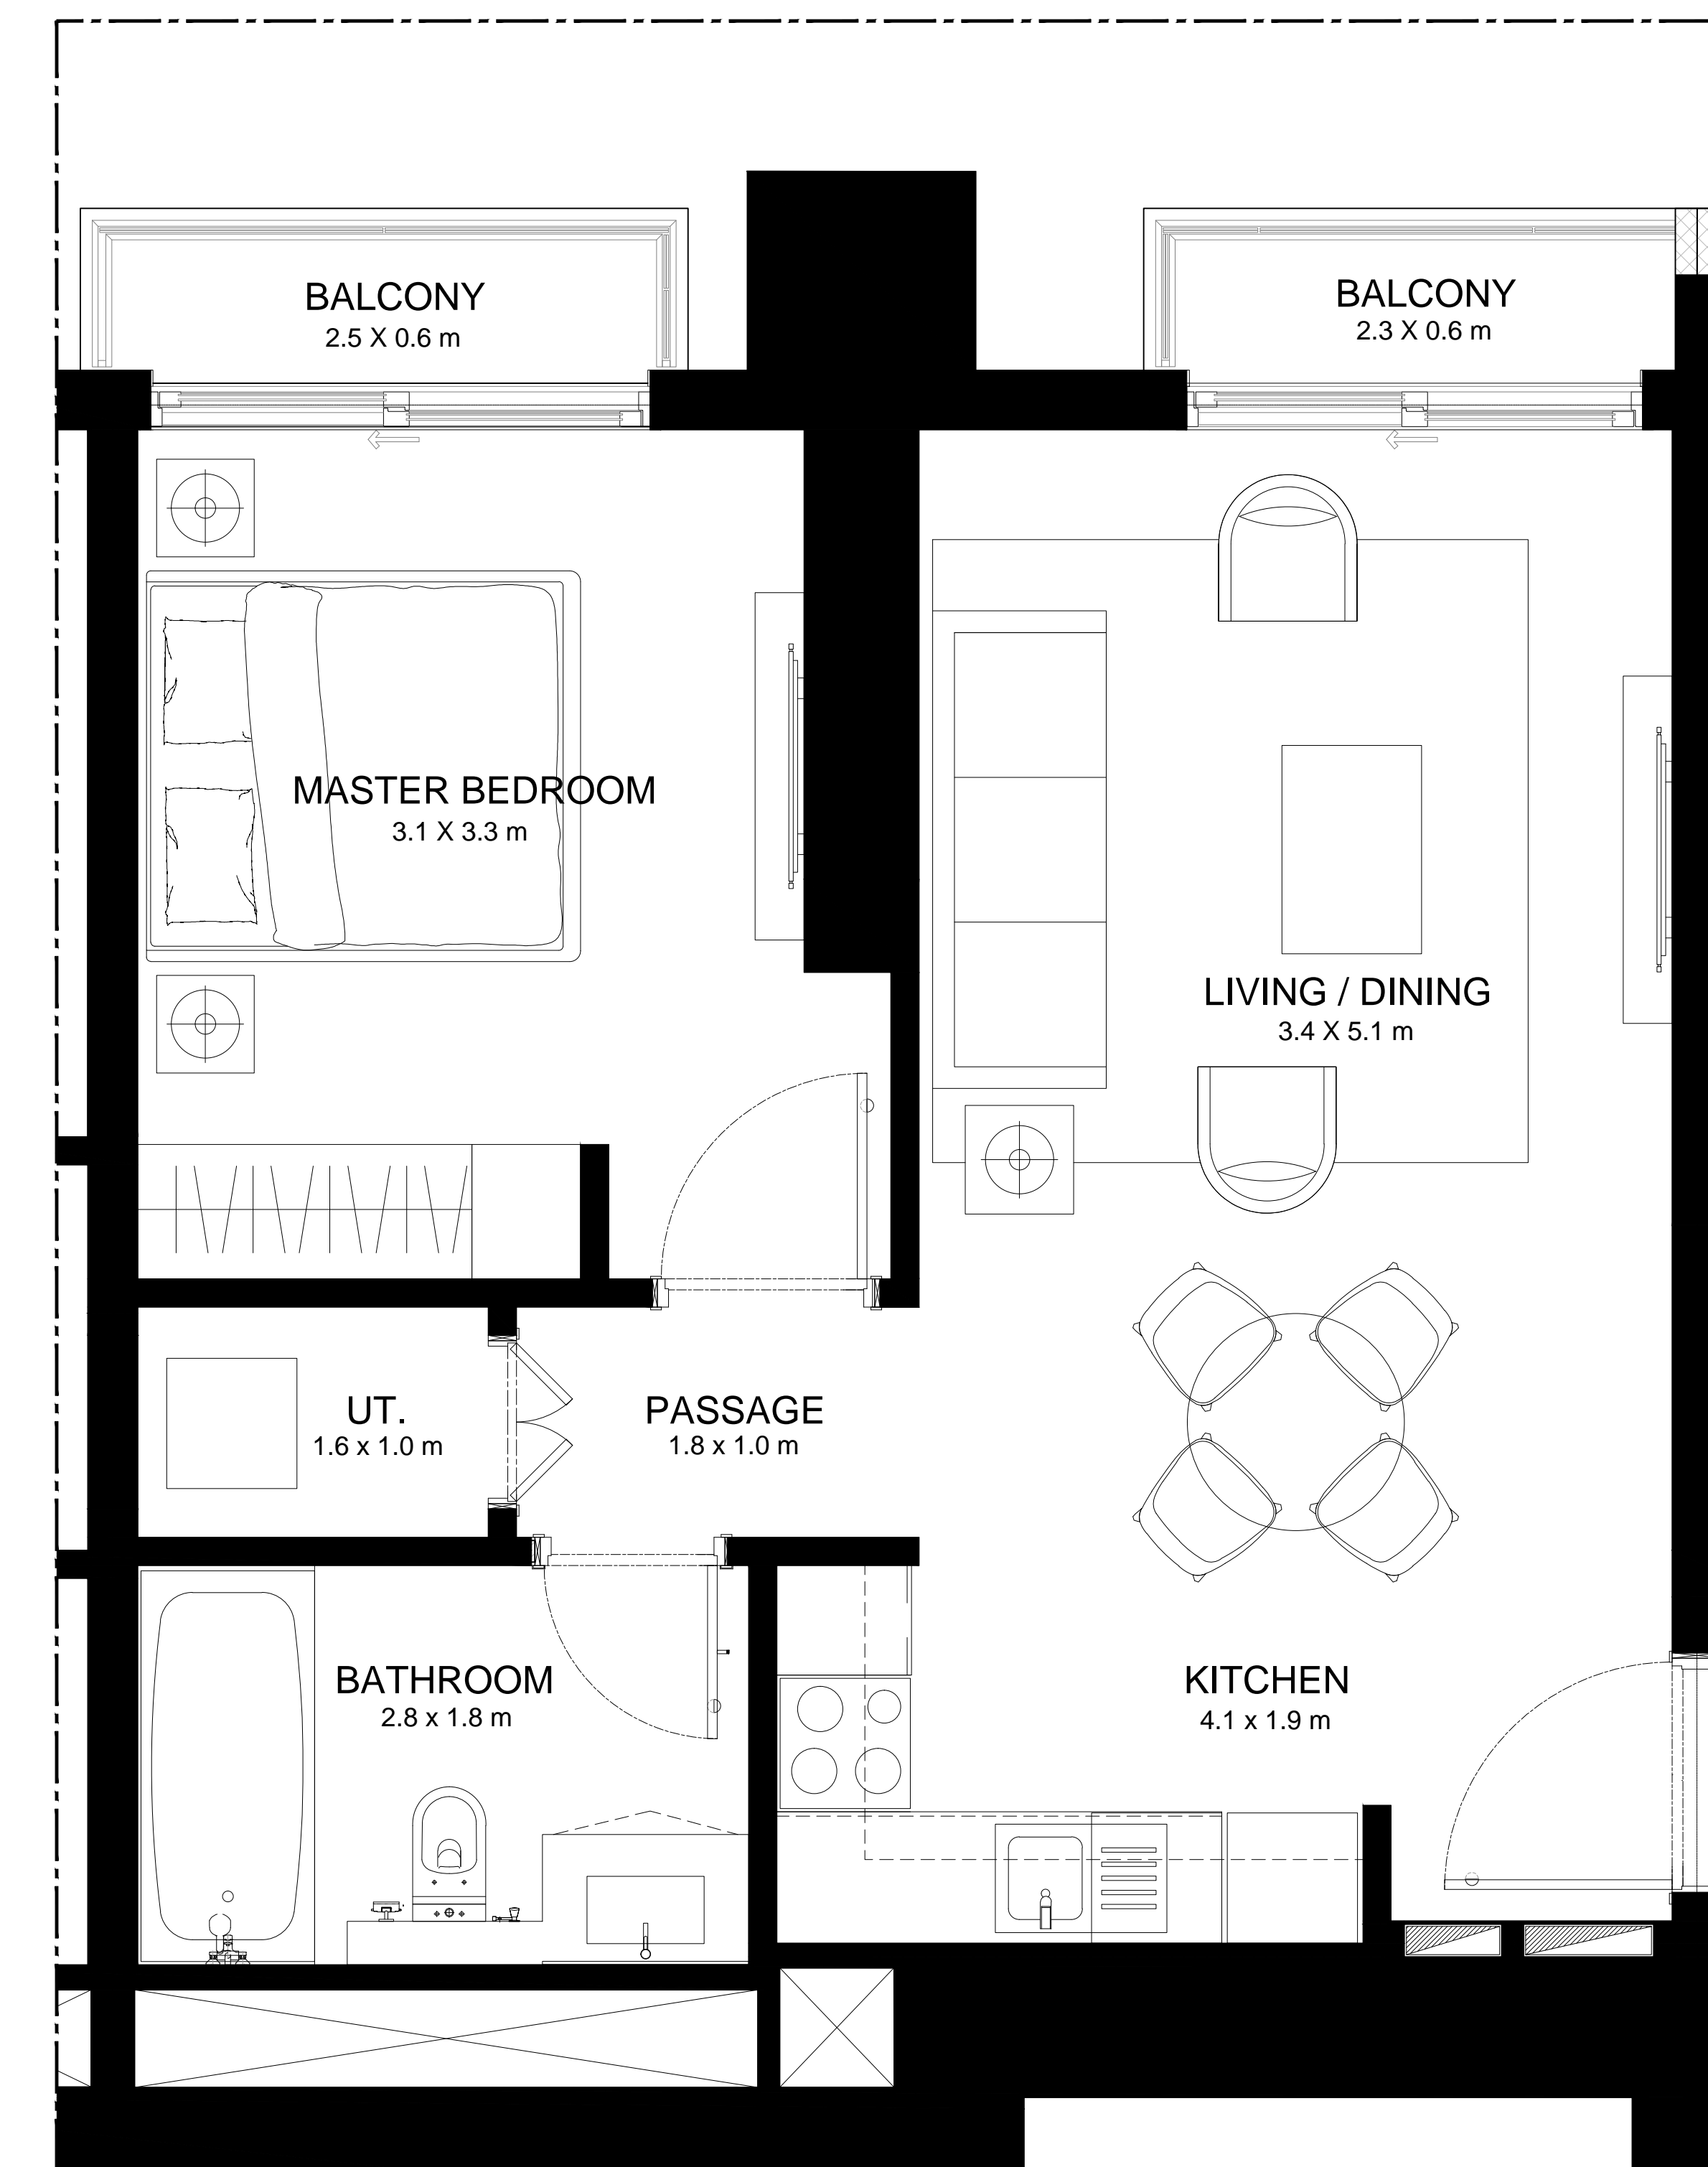 BALCONY
2.5 X 0.6 m
BALCONY
2.3 X 0.6 m
MASTER BEDROOM
3.1 X 3.3 m
LIVING / DINING
3.4 X 5.1 m
UT.
1.6 x 1.0 m
PASSAGE
1.8 x 1.0 m
BATHROOM
2.8 x 1.8 m
KITCHEN
4.1 x 1.9 m